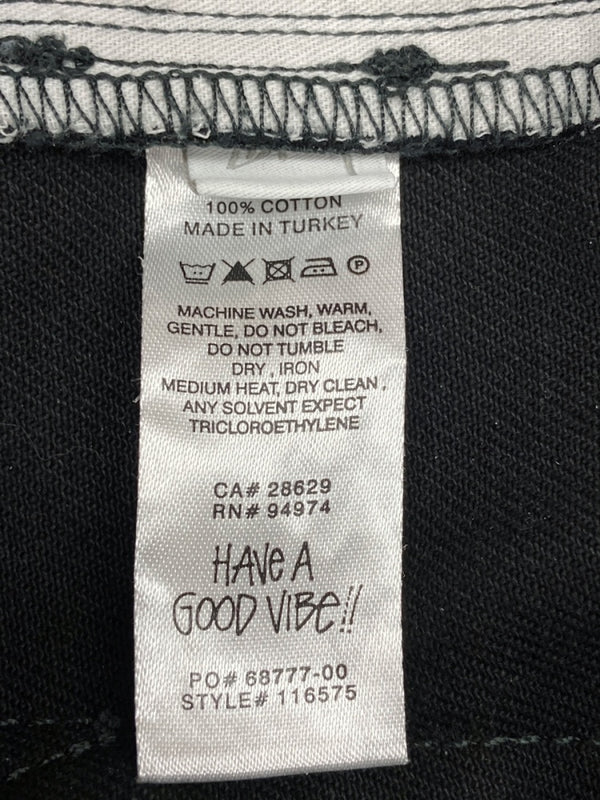 100% COTTON
MADE IN TURKEY
P
MACHINE WASH, WARM,
GENTLE, DO NOT BLEACH,
DO NOT TUMBLE
DRY , IRON
MEDIUM HEAT, DRY CLEAN ,
ANY SOLVENT EXPECT
TRICLOROETHYLENE
CA# 28629
RN# 94974
HAVE A
GOOD VIBE!!
PO# 68777-00
STYLE# 116575